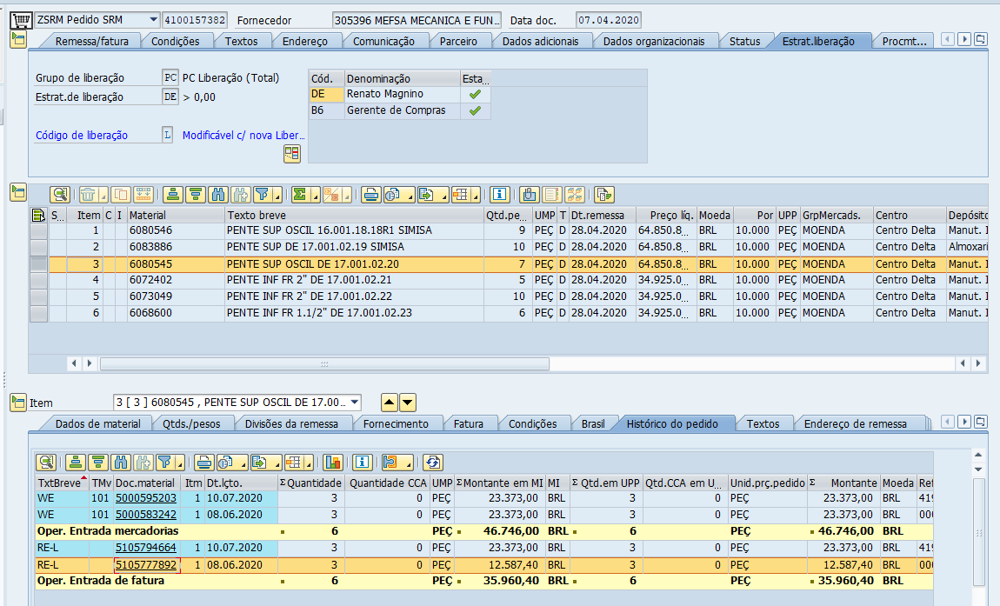 ZSRM Pedido SRM 4100157382 Fornecedor 305396 MEFSA MECANICA E FUN... Data doc. 07.04.2020
Remessa/fatura Condições Textos Endereço Comunicação Parceiro Dados adicionais Dados organizacionais Status Estrat.liberação Procmt...
Grupo de liberação PC PC Liberação (Total)
Estrat.de liberação DE > 0,00
Código de liberação L Modificável c/ nova Liber...
Cód. Denominação Esta...
DE Renato Magnino
B6 Gerente de Compras
S... Item C I Material Texto breve Qtd.pe... UMP T Dt.remessa Preço líq. Moeda Por UPP GrpMercads. Centro Depósito
1 6080546 PENTE SUP OSCIL 16.001.18.18R1 SIMISA 9 PEÇ D 28.04.2020 64.850.8... BRL 10.000 PEÇ MOENDA Centro Delta Manut. I
2 6083886 PENTE SUP DE 17.001.02.19 SIMISA 10 PEÇ D 28.04.2020 64.850.8... BRL 10.000 PEÇ MOENDA Centro Delta Almoxari
3 6080545 PENTE SUP OSCIL DE 17.001.02.20 7 PEÇ D 28.04.2020 64.850.8... BRL 10.000 PEÇ MOENDA Centro Delta Manut. I
4 6072402 PENTE INF FR 2" DE 17.001.02.21 5 PEÇ D 28.04.2020 34.925.0... BRL 10.000 PEÇ MOENDA Centro Delta Manut. I
5 6073049 PENTE INF FR 2" DE 17.001.02.22 10 PEÇ D 28.04.2020 34.925.0... BRL 10.000 PEÇ MOENDA Centro Delta Manut. I
6 6068600 PENTE INF FR 1.1/2" DE 17.001.02.23 6 PEÇ D 28.04.2020 34.925.0... BRL 10.000 PEÇ MOENDA Centro Delta Manut. I
Item 3 [ 3 ] 6080545 , PENTE SUP OSCIL DE 17.00...
Dados de material Qtds./pesos Divisões da remessa Fornecimento Fatura Condições Brasil Histórico do pedido Textos Endereço de remessa
TxtBreve TMv Doc.material Itm Dt.lçto. Σ Quantidade Quantidade CCA UMP Σ Montante em MI MI Σ Qtd.em UPP Qtd.CCA em U... Unid.prç.pedido Σ Montante Moeda Ref
WE 101 5000595203 1 10.07.2020 3 0 PEÇ 23.373,00 BRL 3 0 PEÇ 23.373,00 BRL 419
WE 101 5000583242 1 08.06.2020 3 0 PEÇ 23.373,00 BRL 3 0 PEÇ 23.373,00 BRL 000
Oper. Entrada mercadorias 6 PEÇ 46.746,00 BRL 6 PEÇ 46.746,00 BRL
RE-L 5105794664 1 10.07.2020 3 0 PEÇ 23.373,00 BRL 3 0 PEÇ 23.373,00 BRL 419
RE-L 5105777892 1 08.06.2020 3 0 PEÇ 12.587,40 BRL 3 0 PEÇ 12.587,40 BRL 000
Oper. Entrada de fatura 6 PEÇ 35.960,40 BRL 6 PEÇ 35.960,40 BRL